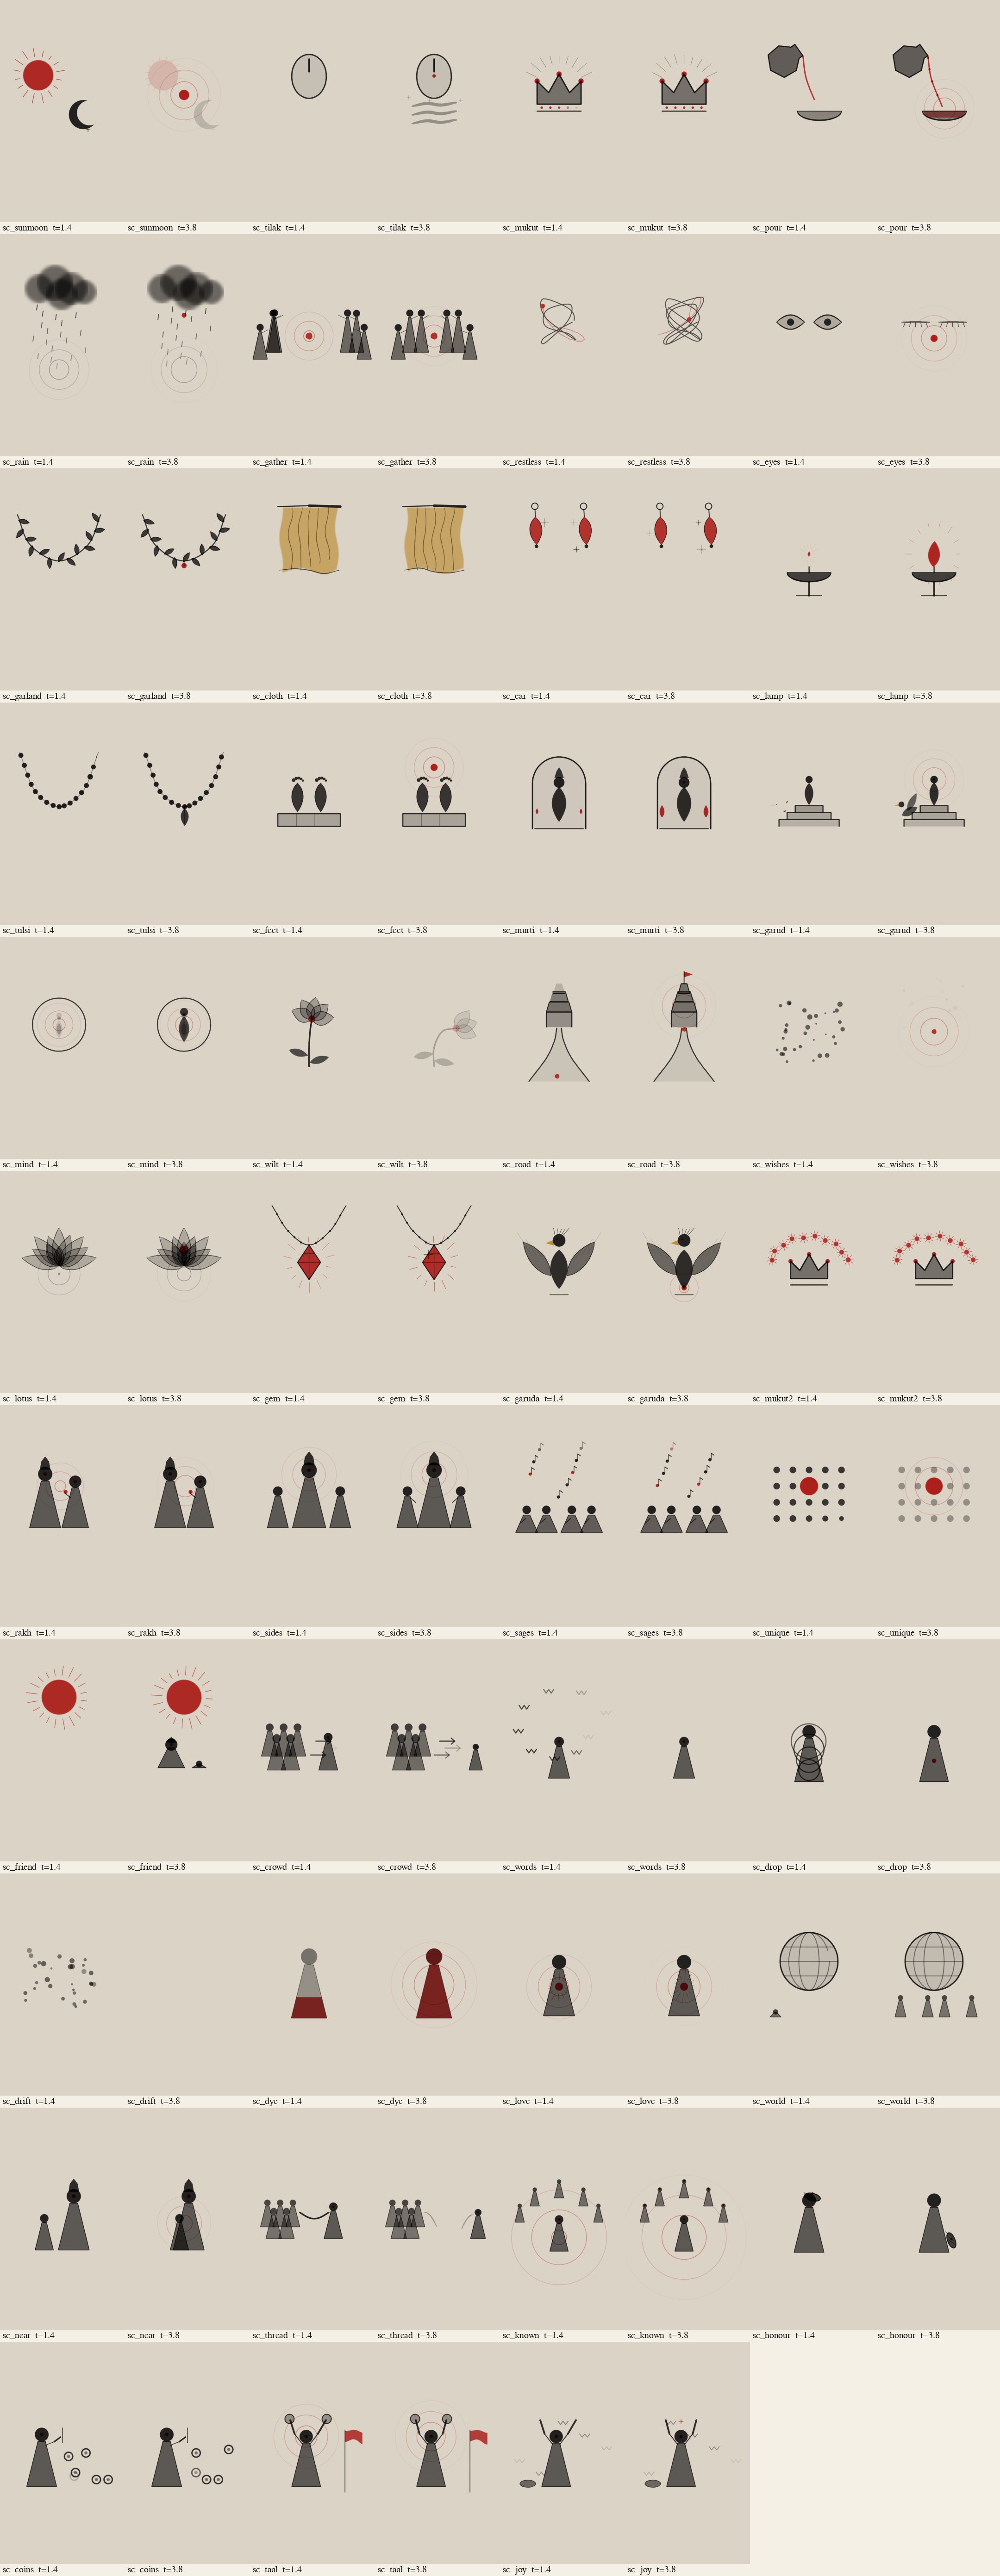 sc_sunmoon t=1.4 sc_sunmoon t=3.8 sc_tilak t=1.4 sc_tilak t=3.8 sc_mukut t=1.4 sc_mukut t=3.8 sc_pour t=1.4 sc_pour t=3.8
sc_rain t=1.4 sc_rain t=3.8 sc_gather t=1.4 sc_gather t=3.8 sc_restless t=1.4 sc_restless t=3.8 sc_eyes t=1.4 sc_eyes t=3.8
sc_garland t=1.4 sc_garland t=3.8 sc_cloth t=1.4 sc_cloth t=3.8 sc_ear t=1.4 sc_ear t=3.8 sc_lamp t=1.4 sc_lamp t=3.8
sc_tulsi t=1.4 sc_tulsi t=3.8 sc_feet t=1.4 sc_feet t=3.8 sc_murti t=1.4 sc_murti t=3.8 sc_garud t=1.4 sc_garud t=3.8
sc_mind t=1.4 sc_mind t=3.8 sc_wilt t=1.4 sc_wilt t=3.8 sc_road t=1.4 sc_road t=3.8 sc_wishes t=1.4 sc_wishes t=3.8
sc_lotus t=1.4 sc_lotus t=3.8 sc_gem t=1.4 sc_gem t=3.8 sc_garuda t=1.4 sc_garuda t=3.8 sc_mukut2 t=1.4 sc_mukut2 t=3.8
sc_rakh t=1.4 sc_rakh t=3.8 sc_sides t=1.4 sc_sides t=3.8 sc_sages t=1.4 sc_sages t=3.8 sc_unique t=1.4 sc_unique t=3.8
sc_friend t=1.4 sc_friend t=3.8 sc_crowd t=1.4 sc_crowd t=3.8 sc_words t=1.4 sc_words t=3.8 sc_drop t=1.4 sc_drop t=3.8
sc_drift t=1.4 sc_drift t=3.8 sc_dye t=1.4 sc_dye t=3.8 sc_love t=1.4 sc_love t=3.8 sc_world t=1.4 sc_world t=3.8
sc_near t=1.4 sc_near t=3.8 sc_thread t=1.4 sc_thread t=3.8 sc_known t=1.4 sc_known t=3.8 sc_honour t=1.4 sc_honour t=3.8
sc_coins t=1.4 sc_coins t=3.8 sc_taal t=1.4 sc_taal t=3.8 sc_joy t=1.4 sc_joy t=3.8